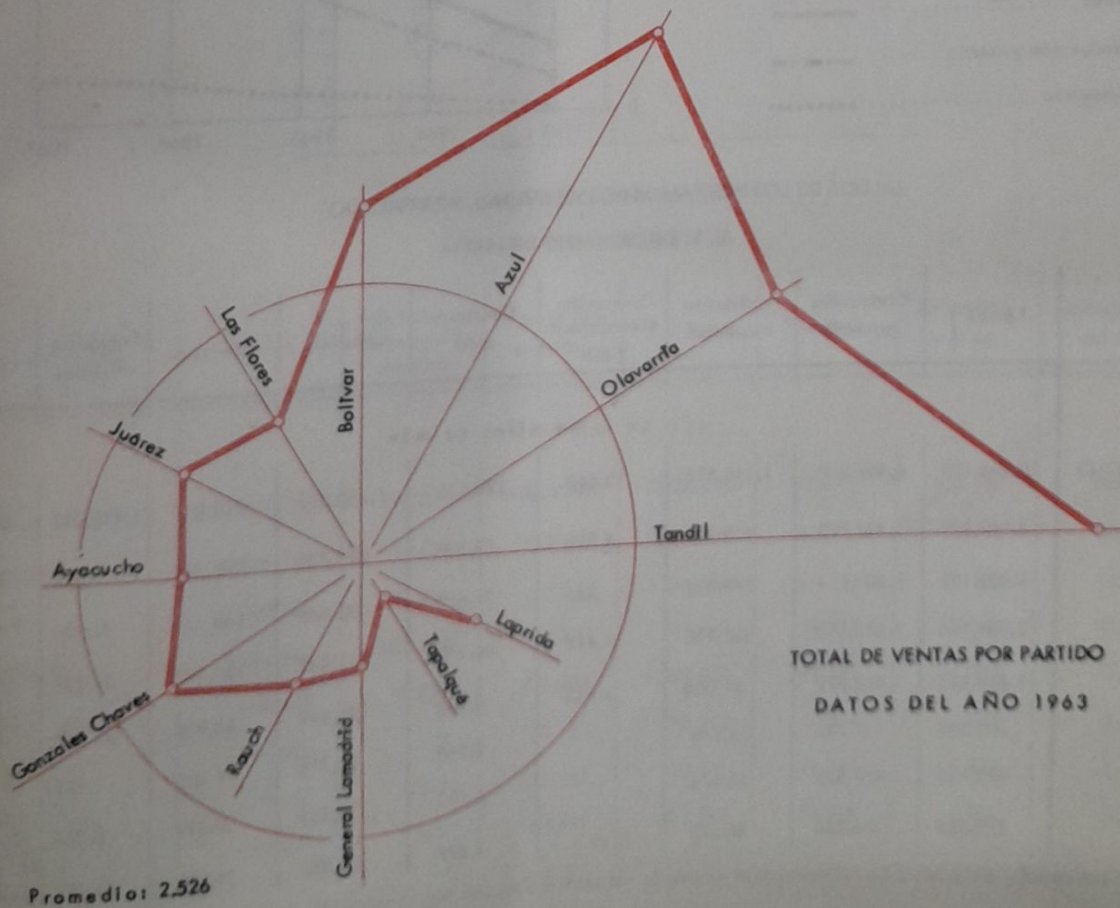 Azul
Las Flores
Bolívar
Olavarría
Juárez
Tandil
Ayacucho
Laprida
Tapalqué
Gonzales Chaves
Rauch
General Lamadrid
TOTAL DE VENTAS POR PARTIDO
DATOS DEL AÑO 1963
Promedio: 2.526